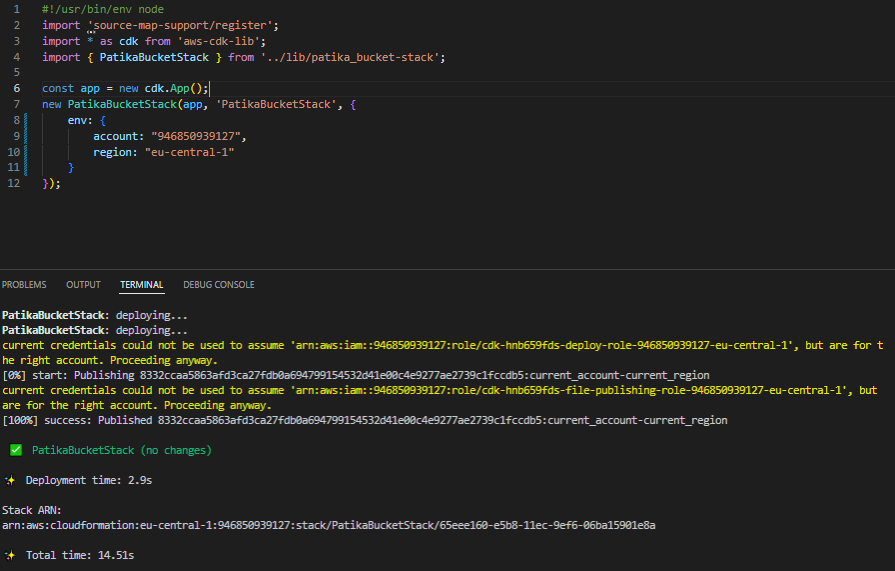 1 #!/usr/bin/env node
2 import 'source-map-support/register';
3 import * as cdk from 'aws-cdk-lib';
4 import { PatikaBucketStack } from '../lib/patika_bucket-stack';
5
6 const app = new cdk.App();
7 new PatikaBucketStack(app, 'PatikaBucketStack', {
8 env: {
9 account: "946850939127",
10 region: "eu-central-1"
11 }
12 });
PROBLEMS OUTPUT TERMINAL DEBUG CONSOLE
PatikaBucketStack: deploying...
PatikaBucketStack: deploying...
current credentials could not be used to assume 'arn:aws:iam::946850939127:role/cdk-hnb659fds-deploy-role-946850939127-eu-central-1', but are for t
he right account. Proceeding anyway.
[0%] start: Publishing 8332ccaa5863afd3ca27fdb0a694799154532d41e00c4e9277ae2739c1fccdb5:current_account-current_region
current credentials could not be used to assume 'arn:aws:iam::946850939127:role/cdk-hnb659fds-file-publishing-role-946850939127-eu-central-1', but
are for the right account. Proceeding anyway.
[100%] success: Published 8332ccaa5863afd3ca27fdb0a694799154532d41e00c4e9277ae2739c1fccdb5:current_account-current_region
✅ PatikaBucketStack (no changes)
✨ Deployment time: 2.9s
Stack ARN:
arn:aws:cloudformation:eu-central-1:946850939127:stack/PatikaBucketStack/65eee160-e5b8-11ec-9ef6-06ba15901e8a
✨ Total time: 14.51s